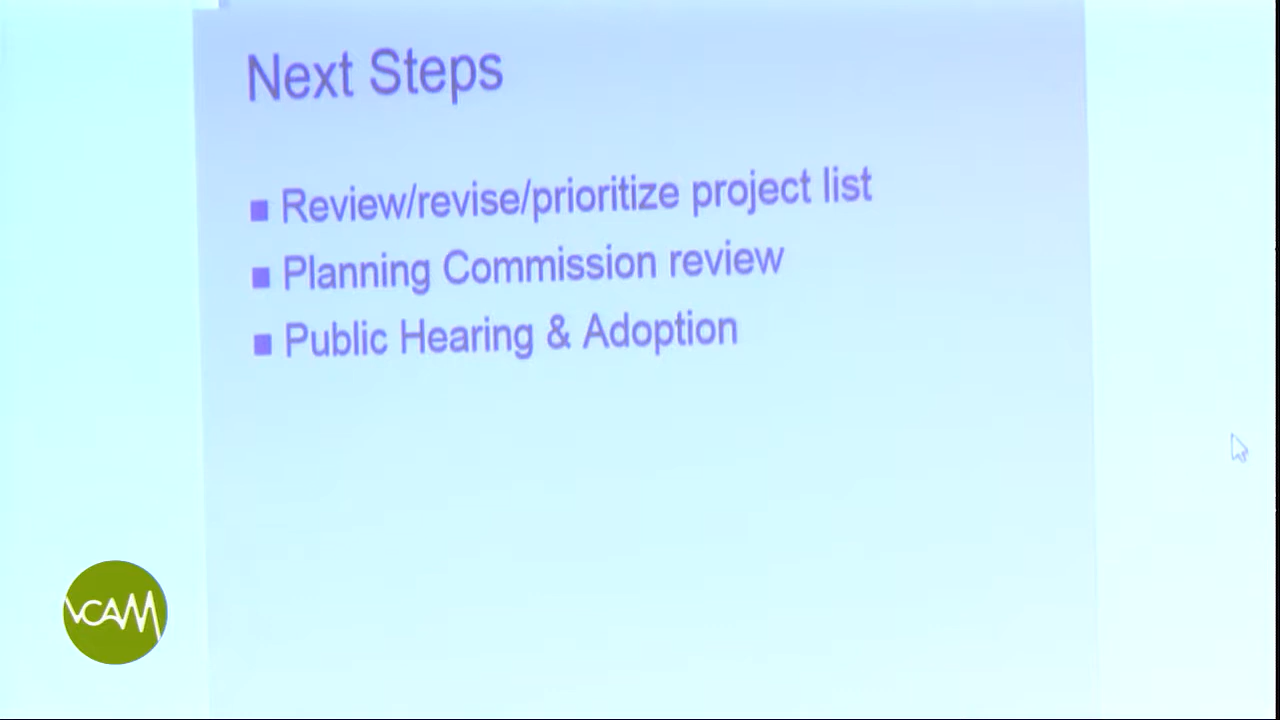 Next Steps
Review/revise/prioritize project list
Planning Commission review
Public Hearing & Adoption
VCAM